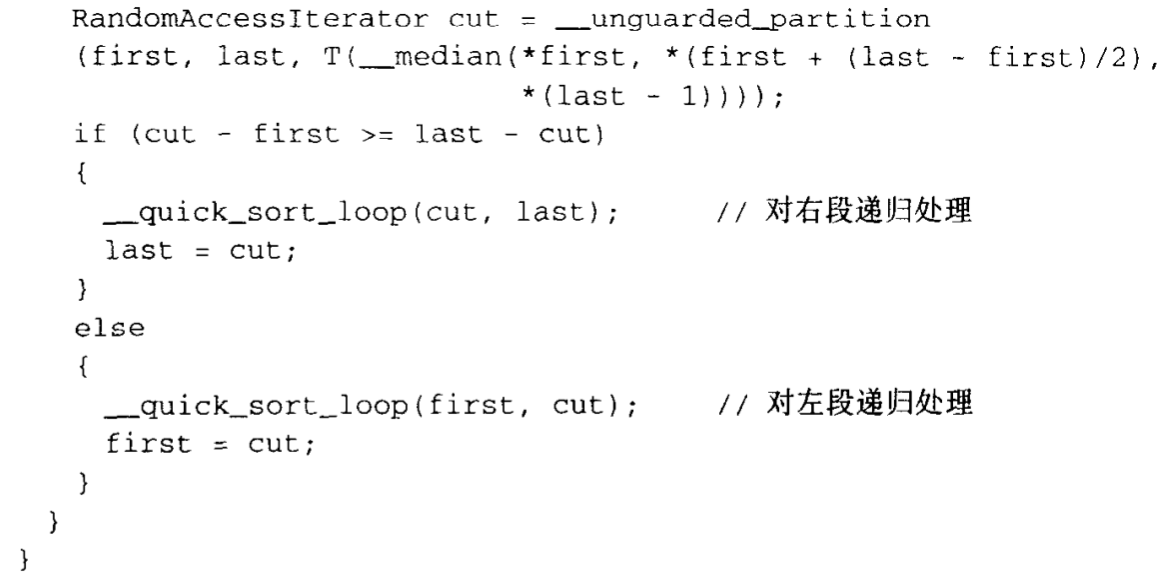 RandomAccessIterator cut = __unguarded_partition
(first, last, T(__median(*first, *(first + (last - first)/2),
*(last - 1))));
if (cut - first >= last - cut)
{
__quick_sort_loop(cut, last); // 对右段递归处理
last = cut;
}
else
{
__quick_sort_loop(first, cut); // 对左段递归处理
first = cut;
}
}
}